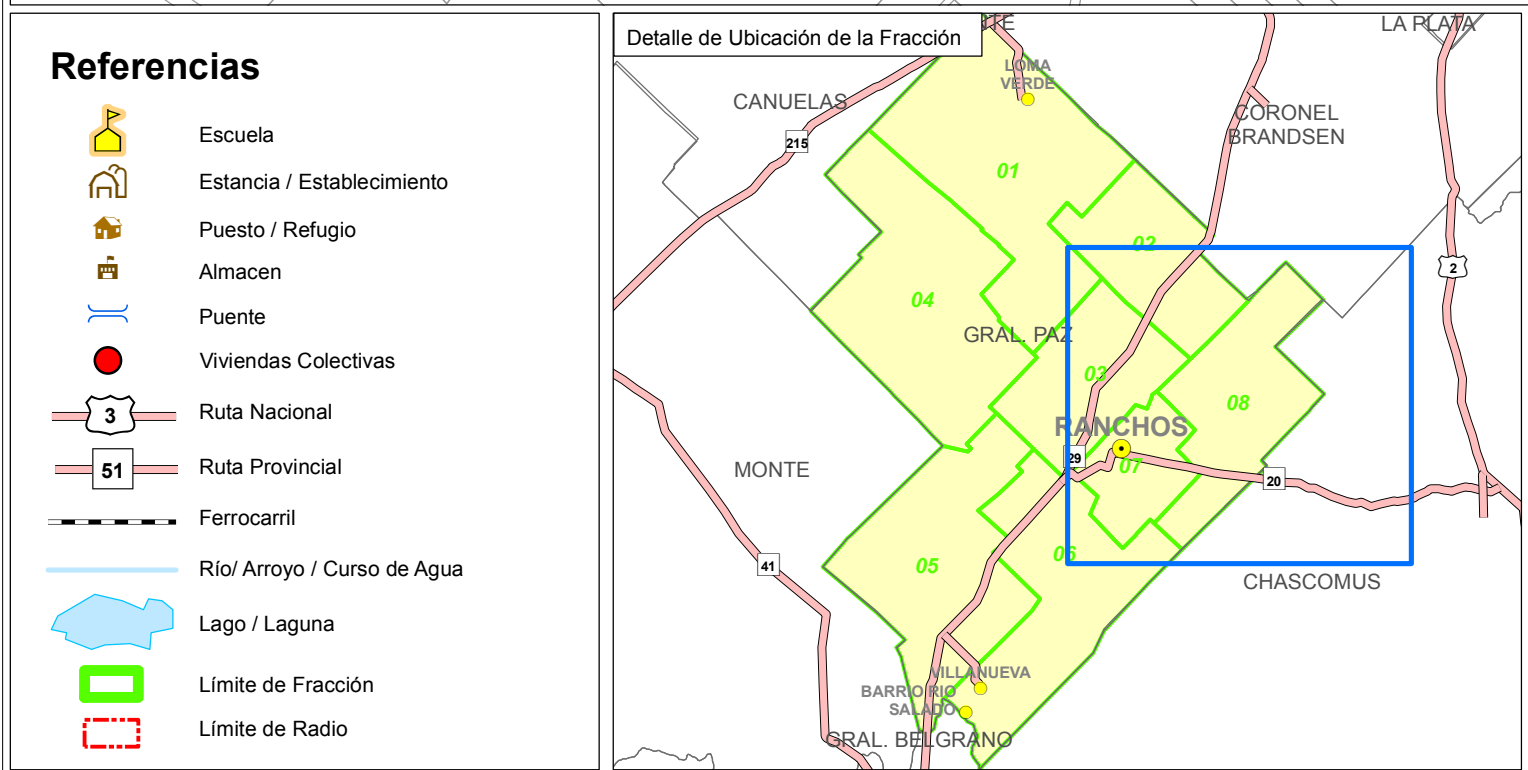 Referencias
Escuela
Estancia / Establecimiento
Puesto / Refugio
Almacen
Puente
Viviendas Colectivas
3
Ruta Nacional
51
Ruta Provincial
Ferrocarril
Río/ Arroyo / Curso de Agua
Lago / Laguna
Límite de Fracción
Límite de Radio
Detalle de Ubicación de la Fracción
LA PLATA
LOMA
VERDE
CANUELAS
CORONEL
BRANDSEN
215
01
02
2
04
GRAL. PAZ
03
08
RANCHOS
29
07
20
MONTE
41
05
06
CHASCOMUS
VILLANUEVA
BARRIO RIO
SALADO
GRAL. BELGRANO